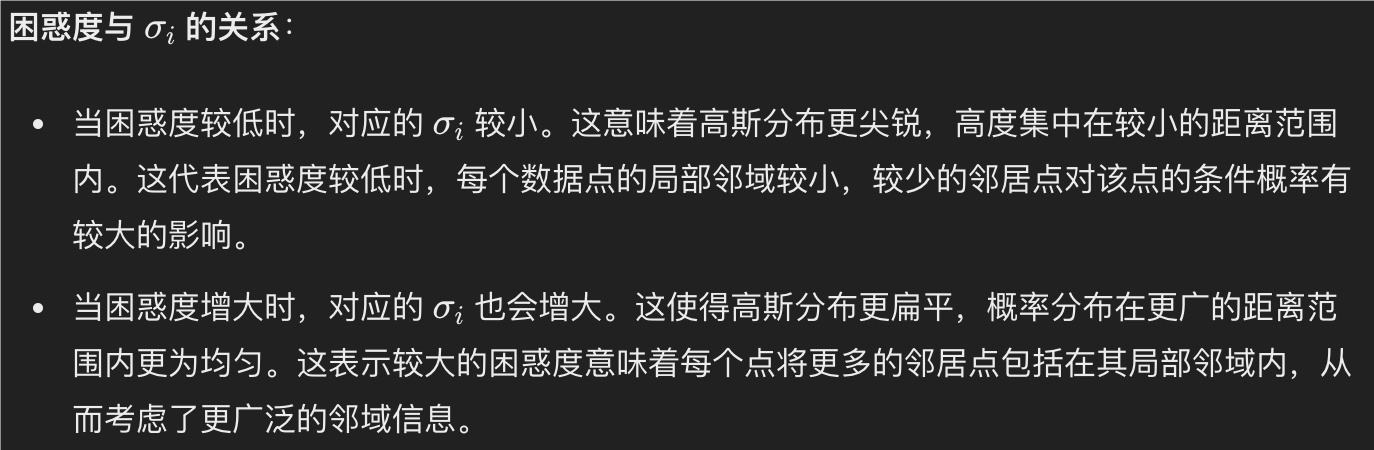 困惑度与 σi 的关系：
• 当困惑度较低时，对应的 σi 较小。这意味着高斯分布更尖锐，高度集中在较小的距离范围
内。这代表困惑度较低时，每个数据点的局部邻域较小，较少的邻居点对该点的条件概率有
较大的影响。
• 当困惑度增大时，对应的 σi 也会增大。这使得高斯分布更扁平，概率分布在更广的距离范
围内更为均匀。这表示较大的困惑度意味着每个点将更多的邻居点包括在其局部邻域内，从
而考虑了更广泛的邻域信息。